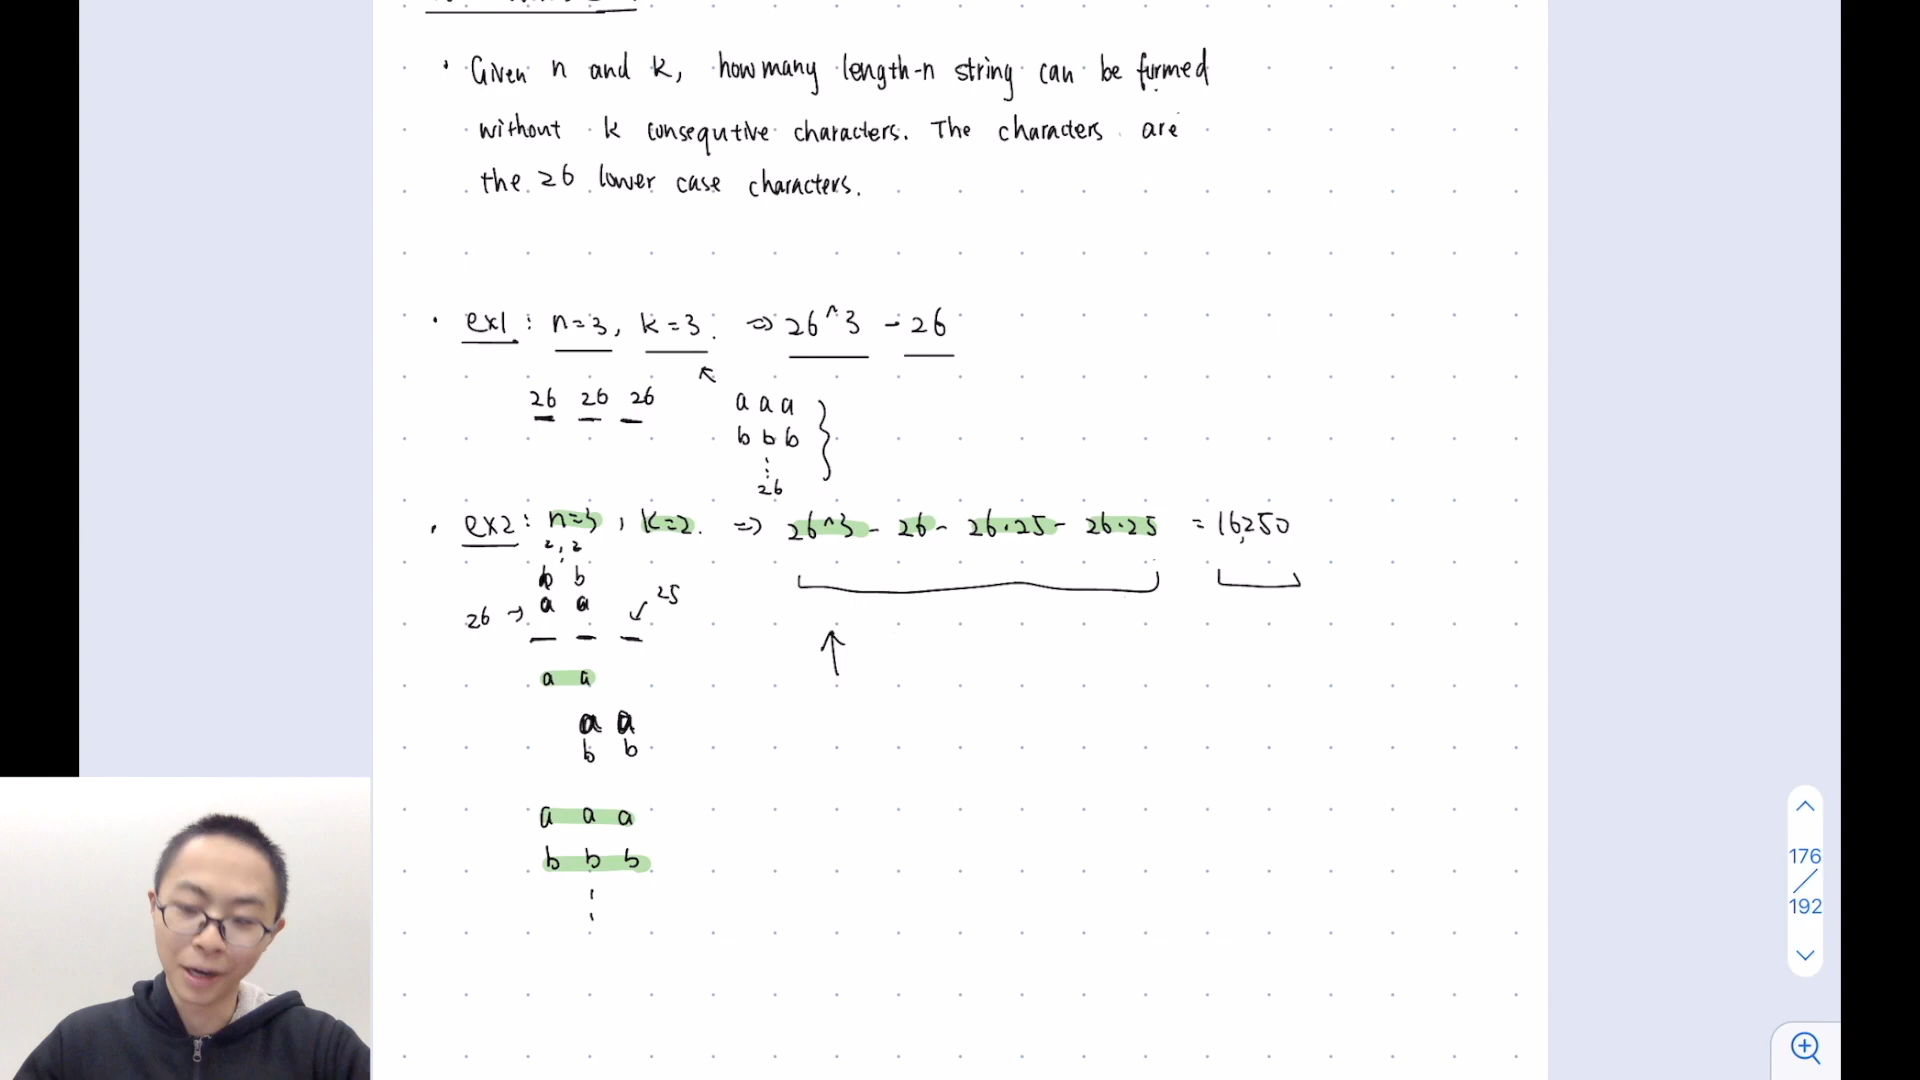 Given n and k, how many length-n string can be formed
without k consequtive characters. The characters are
the 26 lower case characters.
ex1: n=3, k=3. => 26^3 - 26
26 26 26
a a a
b b b
26
ex2: n=3, k=2. => 26^3 - 26 - 26·25 - 26·25 = 16,250
z, z
b b
26 → a a 25
a a
a a
b b
a a a
b b b
176
192